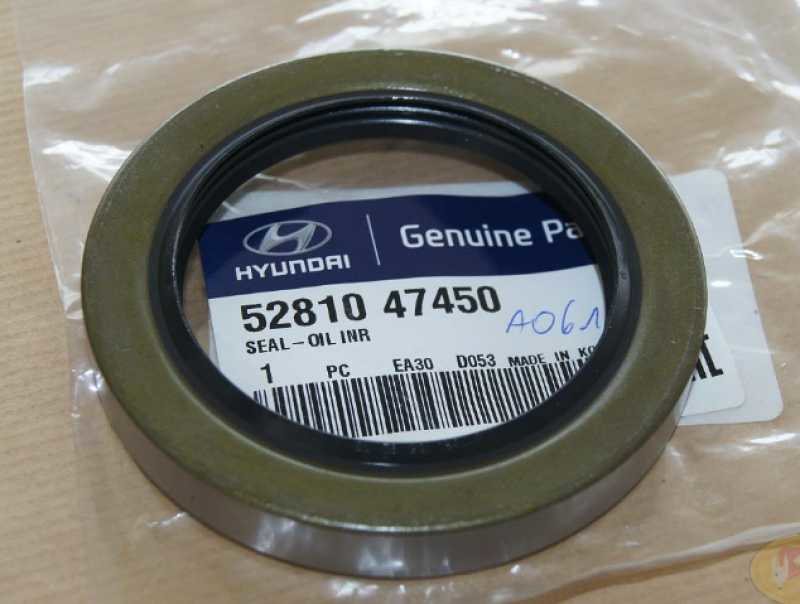 HYUNDAI
Genuine Pa
52810 47450 A061
SEAL-OIL INR
1 PC EA30 D053 MADE IN KO